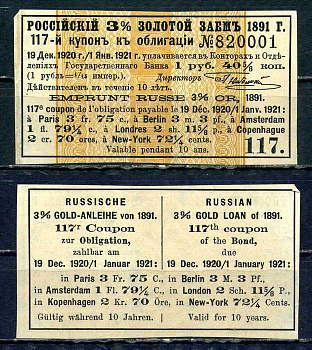 РОССІЙСКІЙ 3% ЗОЛОТОЙ ЗАЕМЪ 1891 Г.
117-й купонъ къ облигаціи №820001
19 Дек. 1920 г./1 Янв. 1921 г. уплачивается въ Конторахъ и Отдѣ-
леніяхъ Государственнаго Банка 1 руб. 40⅝ коп.
(1 рубль = 1/15 импер.) Директоръ
Дѣйствителенъ въ теченіе 10 лѣтъ.
EMPRUNT RUSSE 3% OR, 1891.
117e coupon de l'obligation payable le 19 Déc. 1920/1 Janv. 1921:
à Paris 3 fr. 75 c., à Berlin 3 m. 3 pf., à Amsterdam
1 fl. 79¼ c., à Londres 2 sh. 11⅝ p., à Copenhague
2 cr. 70 öres, à New-York 72¼ cents.
Valable pendant 10 ans.
117.
RUSSISCHE
3% GOLD-ANLEIHE von 1891.
117r Coupon
zur Obligation,
zahlbar am
19 Dec. 1920/1 Januar 1921:
RUSSIAN
3% GOLD LOAN of 1891.
117th coupon
of the Bond,
due
19 Dec. 1920/1 January 1921:
in Paris 3 Fr. 75 C., in Berlin 3 M. 3 Pf.,
in Amsterdam 1 Fl. 79¼ C., in London 2 Sh. 11⅝ P.,
in Kopenhagen 2 Kr. 70 Öre, in New-York 72¼ Cents.
Gültig während 10 Jahren.
Valid for 10 years.